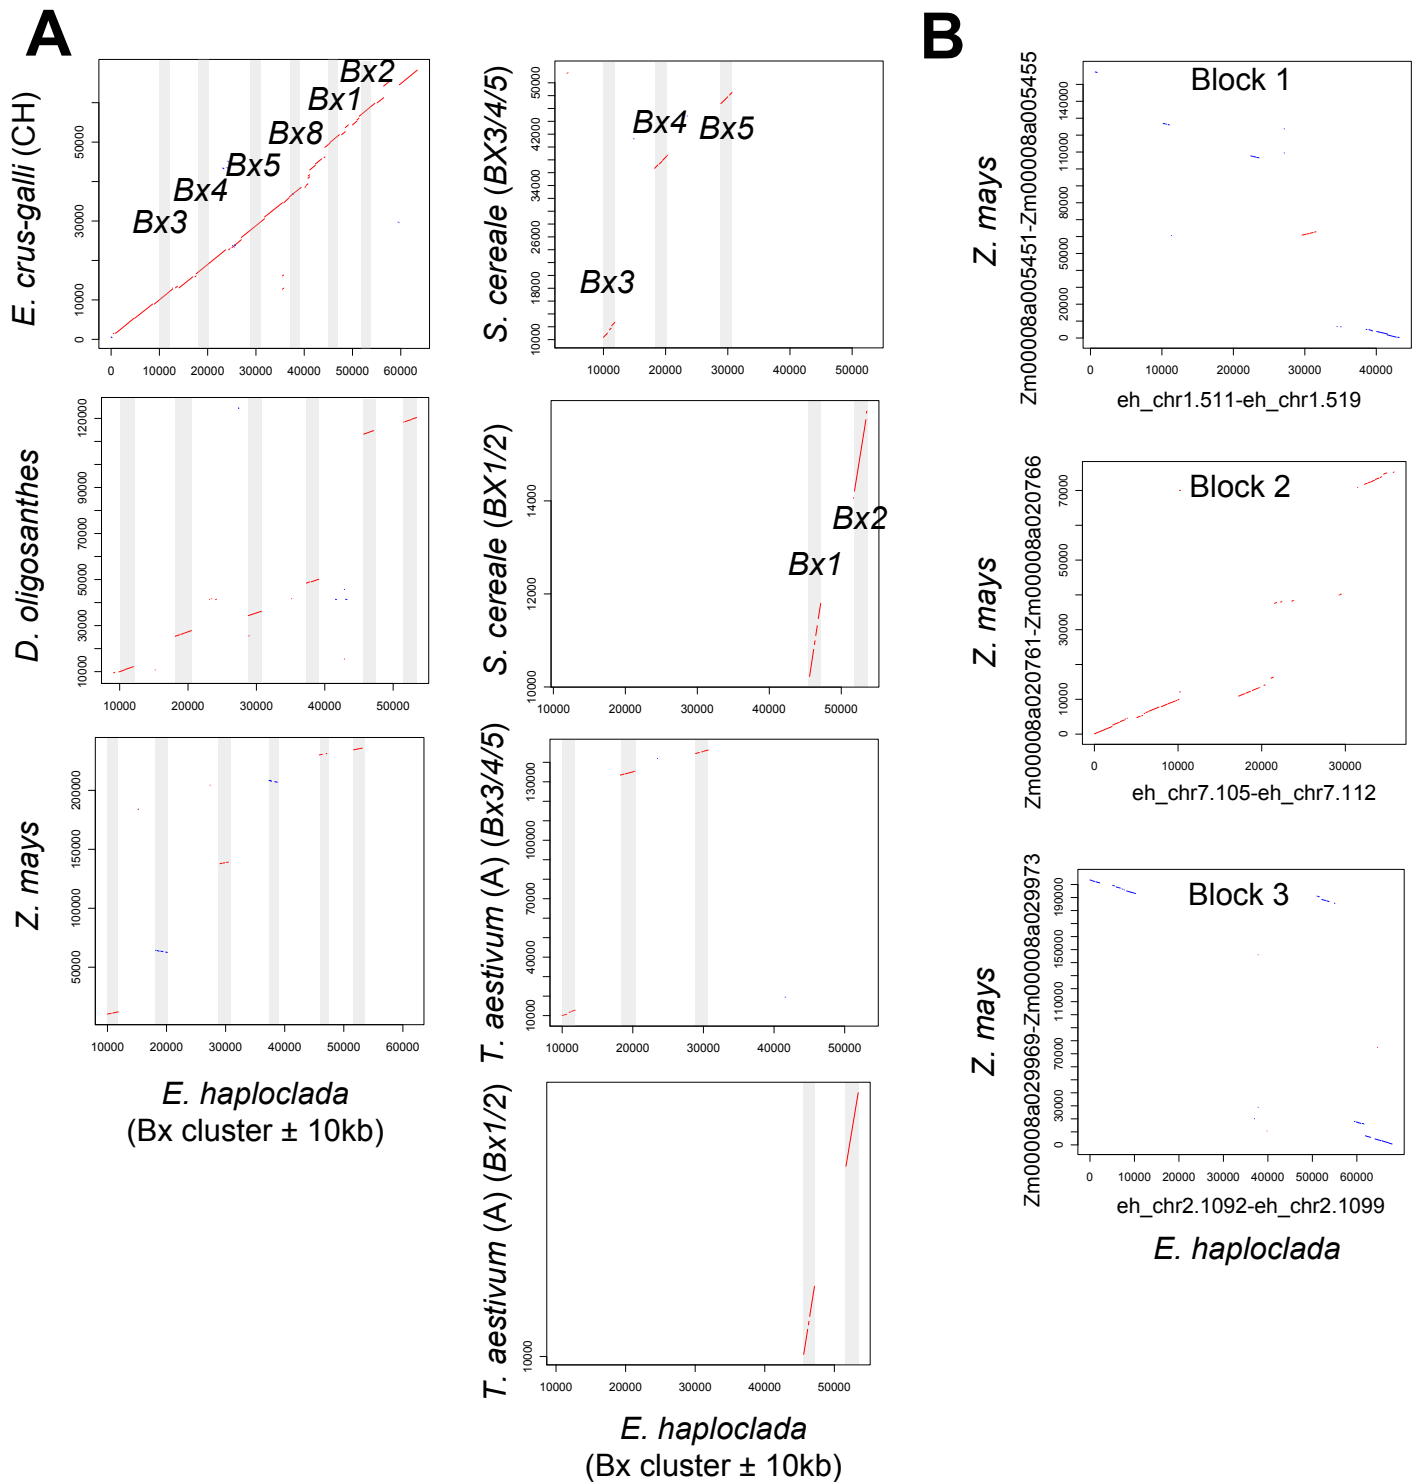 A
E. crus-galli (CH)
0
10000
30000
50000
Bx3
Bx4
Bx5
Bx8
Bx1
Bx2
0
10000
20000
30000
40000
50000
60000
D. oligosanthes
10000
30000
50000
70000
90000
120000
10000
20000
30000
40000
50000
Z. mays
50000
100000
150000
200000
10000
20000
30000
40000
50000
60000
E. haploclada
(Bx cluster ± 10kb)
S. cereale (BX3/4/5)
10000
18000
26000
34000
42000
50000
Bx3
Bx4
Bx5
10000
20000
30000
40000
50000
S. cereale (BX1/2)
10000
12000
14000
Bx1
Bx2
10000
20000
30000
40000
50000
T. aestivum (A) (Bx3/4/5)
10000
40000
70000
100000
130000
10000
20000
30000
40000
50000
T. aestivum (A) (Bx1/2)
10000
10000
20000
30000
40000
50000
E. haploclada
(Bx cluster ± 10kb)
B
Z. mays
Zm00008a005451-Zm00008a005455
0
20000
50000
80000
110000
140000
Block 1
0
10000
20000
30000
40000
eh_chr1.511-eh_chr1.519
Z. mays
Zm00008a020761-Zm00008a020766
0
10000
30000
50000
70000
Block 2
0
10000
20000
30000
eh_chr7.105-eh_chr7.112
Z. mays
Zm00008a029969-Zm00008a029973
0
30000
70000
110000
150000
190000
Block 3
0
10000
20000
30000
40000
50000
60000
eh_chr2.1092-eh_chr2.1099
E. haploclada